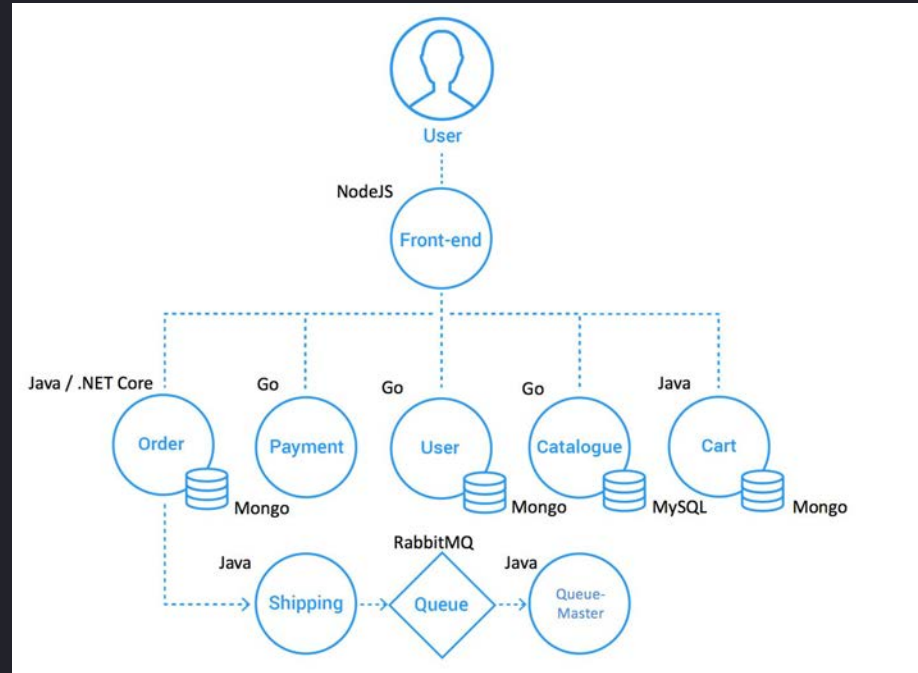 User
NodeJS
Front-end
Java / .NET Core
Go
Go
Go
Java
Order
Payment
User
Catalogue
Cart
Mongo
Mongo
MySQL
Mongo
RabbitMQ
Java
Java
Shipping
Queue
Queue-
Master